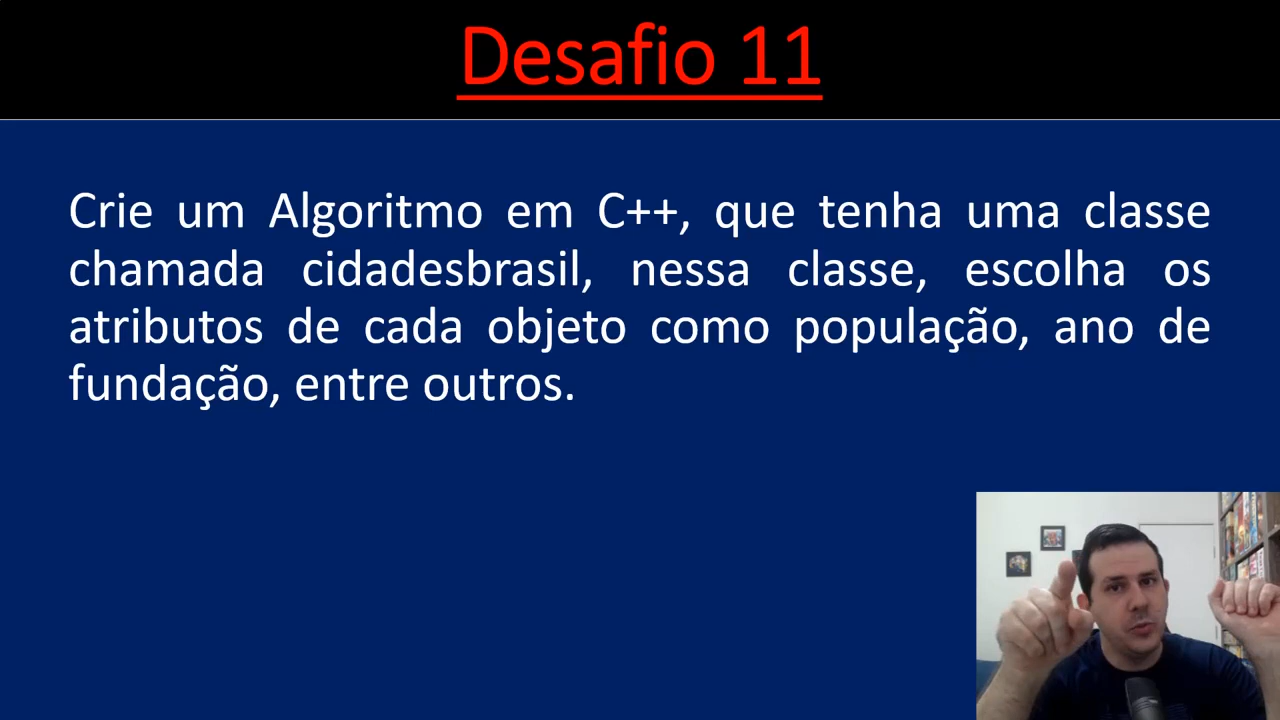 Desafio 11
Crie um Algoritmo em C++, que tenha uma classe
chamada cidadesbrasil, nessa classe, escolha os
atributos de cada objeto como população, ano de
fundação, entre outros.